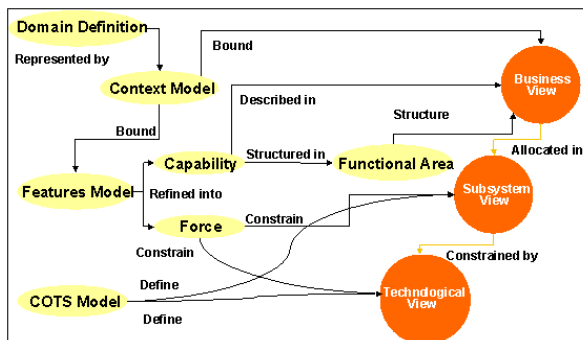 Domain Definition
Represented by
Bound
Context Model
Business
View
Described in
Structure
Bound
Capability
Structured in
Functional Area
Allocated in
Features Model
Refined into
Subsystem
View
Force
Constrain
Constrain
Constrained by
Define
COTS Model
Define
Technological
View